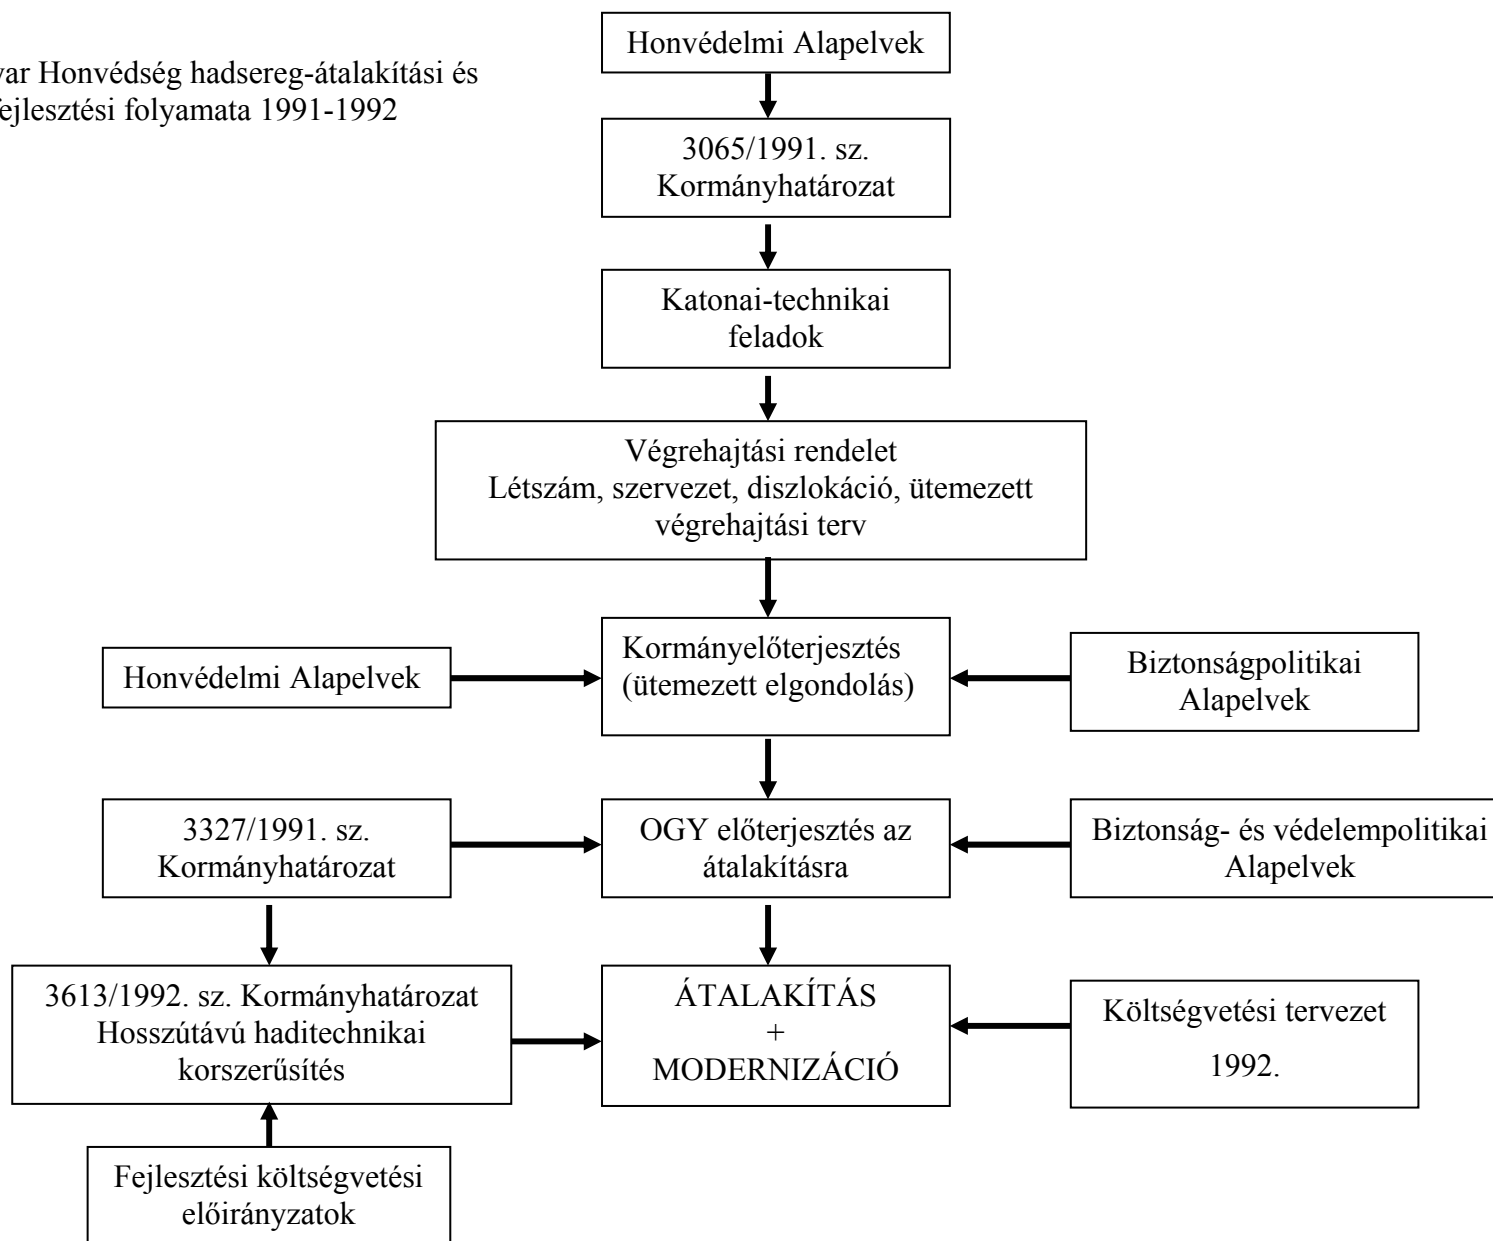 Honvédelmi Alapelvek
yar Honvédség hadsereg-átalakítási és
fejlesztési folyamata 1991-1992
3065/1991. sz.
Kormányhatározat
Katonai-technikai
feladok
Végrehajtási rendelet
Létszám, szervezet, diszlokáció, ütemezett
végrehajtási terv
Honvédelmi Alapelvek
Kormányelőterjesztés
(ütemezett elgondolás)
Biztonságpolitikai
Alapelvek
3327/1991. sz.
Kormányhatározat
OGY előterjesztés az
átalakításra
Biztonság- és védelempolitikai
Alapelvek
3613/1992. sz. Kormányhatározat
Hosszútávú haditechnikai
korszerűsítés
ÁTALAKÍTÁS
+
MODERNIZÁCIÓ
Költségvetési tervezet
1992.
Fejlesztési költségvetési
előirányzatok